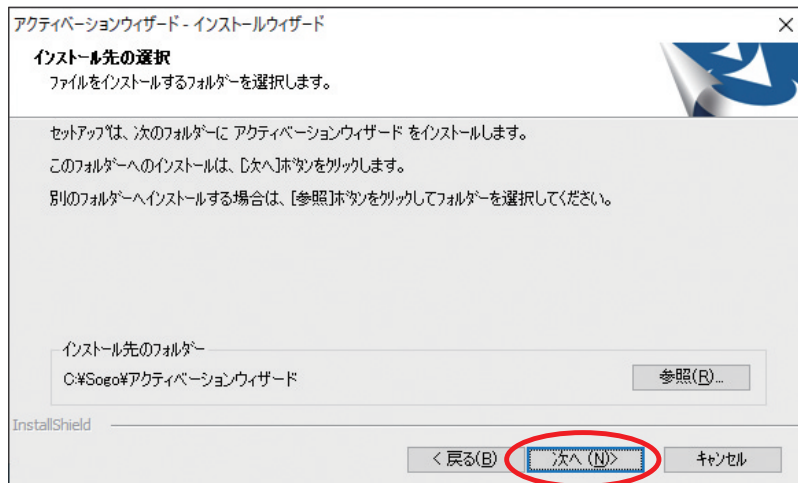 アクティベーションウィザード - インストールウィザード
インストール先の選択
ファイルをインストールするフォルダーを選択します。
セットアップは、次のフォルダーに アクティベーションウィザード をインストールします。
このフォルダーへのインストールは、[次へ]ボタンをクリックします。
別のフォルダーへインストールする場合は、[参照]ボタンをクリックしてフォルダーを選択してください。
インストール先のフォルダー
C:¥Sogo¥アクティベーションウィザード
参照(R)...
InstallShield
< 戻る(B)
次へ (N)>
キャンセル